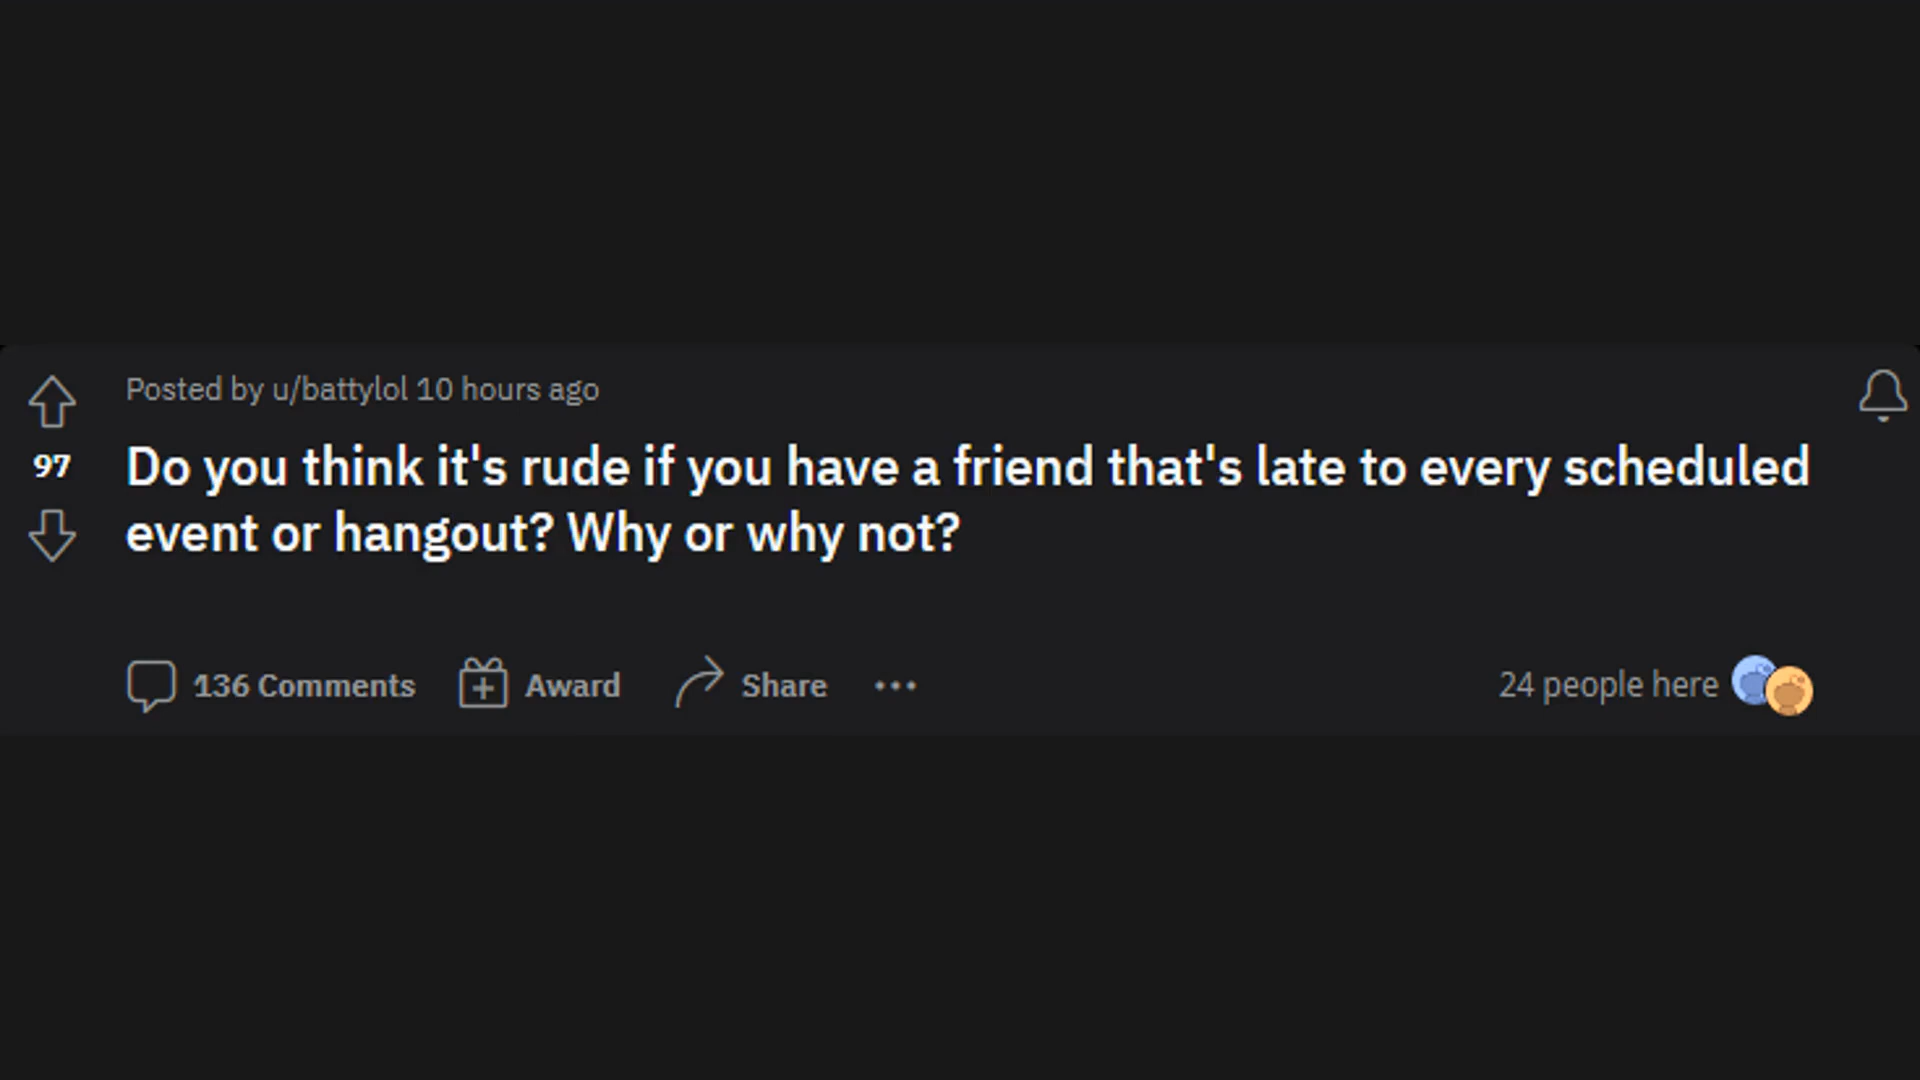 Posted by u/battylol 10 hours ago
97
Do you think it's rude if you have a friend that's late to every scheduled
event or hangout? Why or why not?
136 Comments Award Share 24 people here